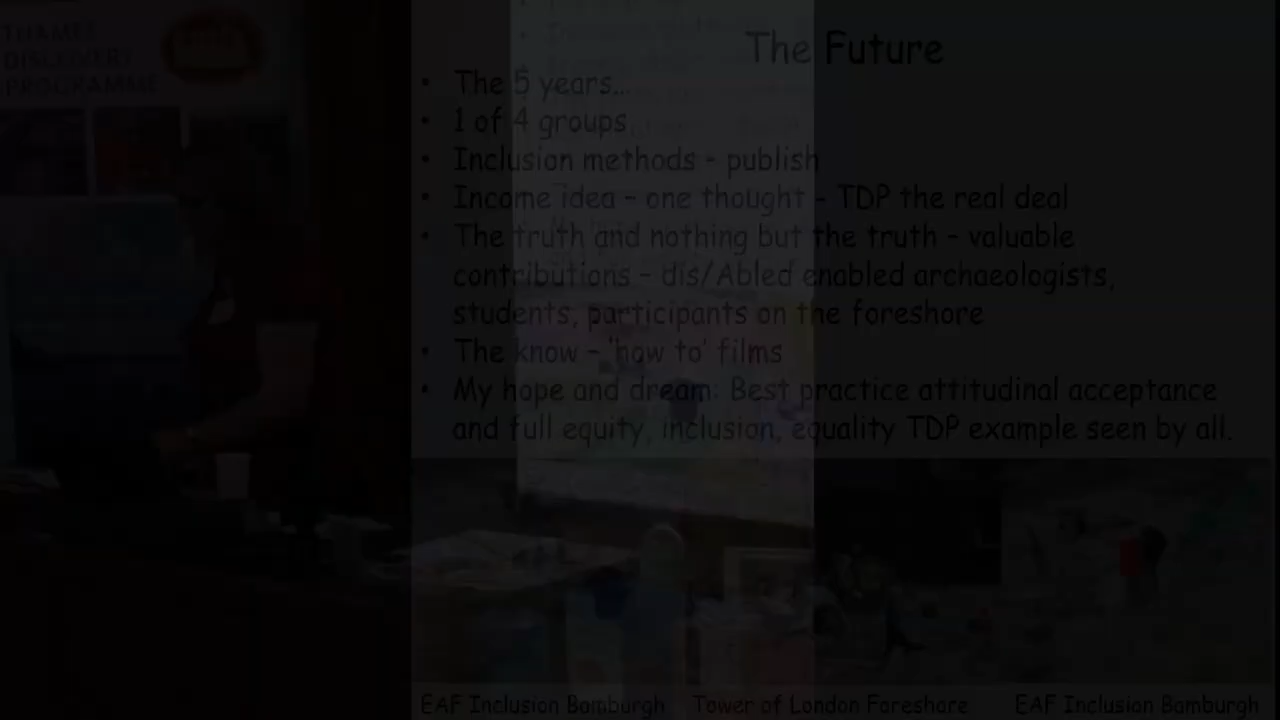 THAMES
DISCOVERY
PROGRAMME
The Future
• The 5 years...
• 1 of 4 groups
• Inclusion methods - publish
• Income idea - one thought - TDP the real deal
• The truth and nothing but the truth - valuable
contributions - dis/Abled enabled archaeologists,
students, participants on the foreshore
• The know - 'how to' films
• My hope and dream: Best practice attitudinal acceptance
and full equity, inclusion, equality TDP example seen by all.
EAF Inclusion Bamburgh
Tower of London Foreshore
EAF Inclusion Bamburgh